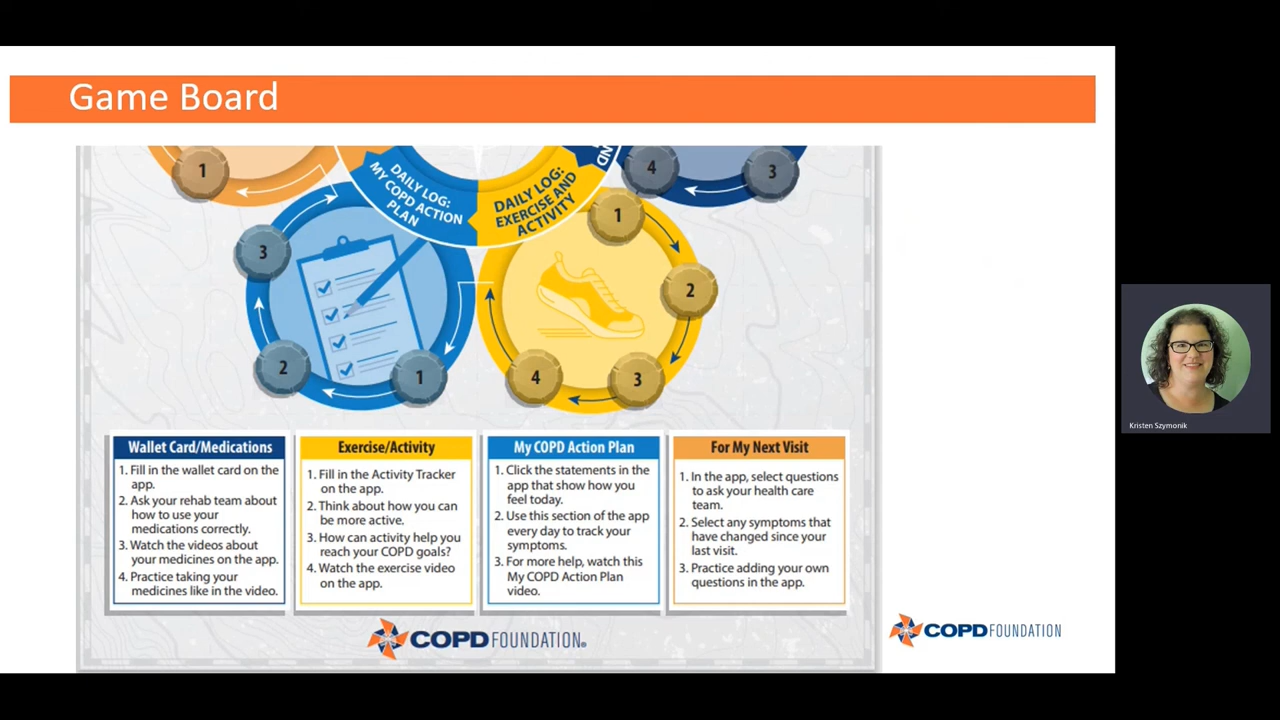 Game Board
1
4
3
AND
DAILY LOG:
MY COPD ACTION
PLAN
DAILY LOG:
EXERCISE AND
ACTIVITY
1
3
2
2
1
4
3
Wallet Card/Medications
1. Fill in the wallet card on the
app.
2. Ask your rehab team about
how to use your
medications correctly.
3. Watch the videos about
your medicines on the app.
4. Practice taking your
medicines like in the video.
Exercise/Activity
1. Fill in the Activity Tracker
on the app.
2. Think about how you can
be more active.
3. How can activity help you
reach your COPD goals?
4. Watch the exercise video
on the app.
My COPD Action Plan
1. Click the statements in the
app that show how you
feel today.
2. Use this section of the app
every day to track your
symptoms.
3. For more help, watch this
My COPD Action Plan
video.
For My Next Visit
1. In the app, select questions
to ask your health care
team.
2. Select any symptoms that
have changed since your
last visit.
3. Practice adding your own
questions in the app.
COPD FOUNDATION®
COPD FOUNDATION
Kristen Szymonik